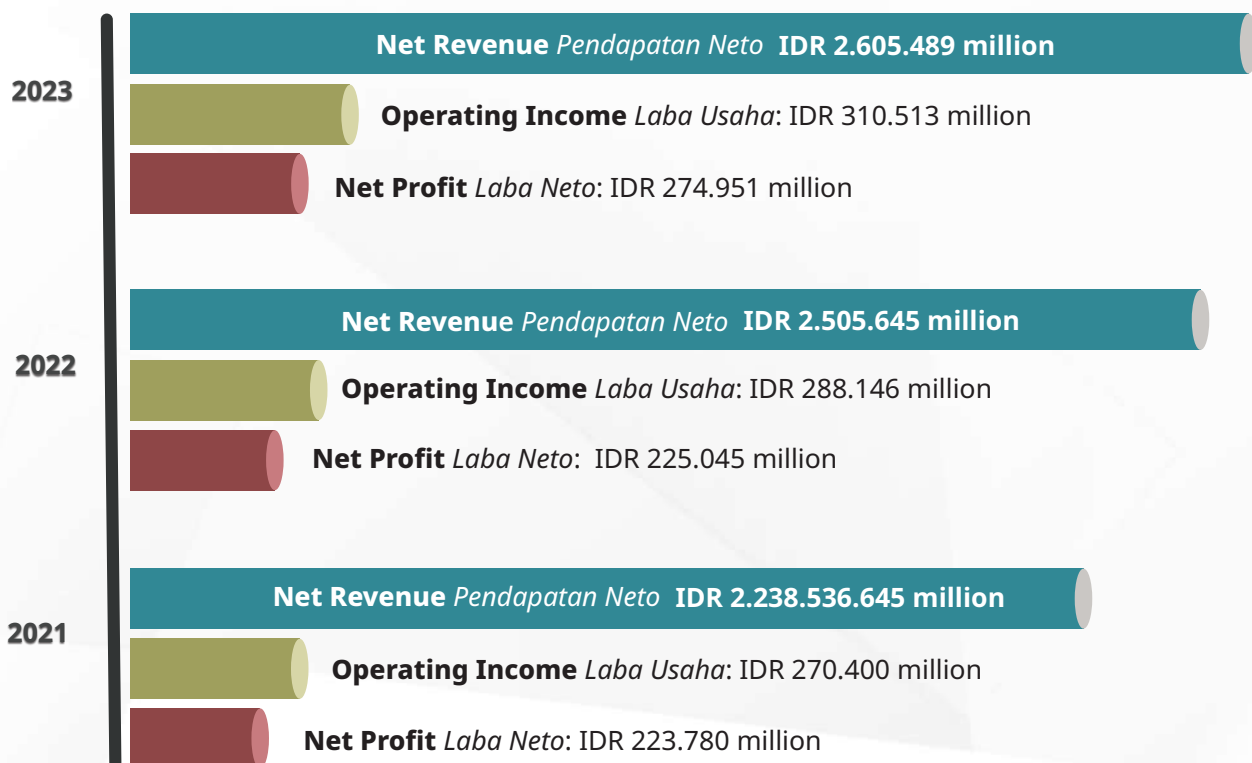 Net Revenue Pendapatan Neto IDR 2.605.489 million
2023
Operating Income Laba Usaha: IDR 310.513 million
Net Profit Laba Neto: IDR 274.951 million
Net Revenue Pendapatan Neto IDR 2.505.645 million
2022
Operating Income Laba Usaha: IDR 288.146 million
Net Profit Laba Neto: IDR 225.045 million
Net Revenue Pendapatan Neto IDR 2.238.536.645 million
2021
Operating Income Laba Usaha: IDR 270.400 million
Net Profit Laba Neto: IDR 223.780 million